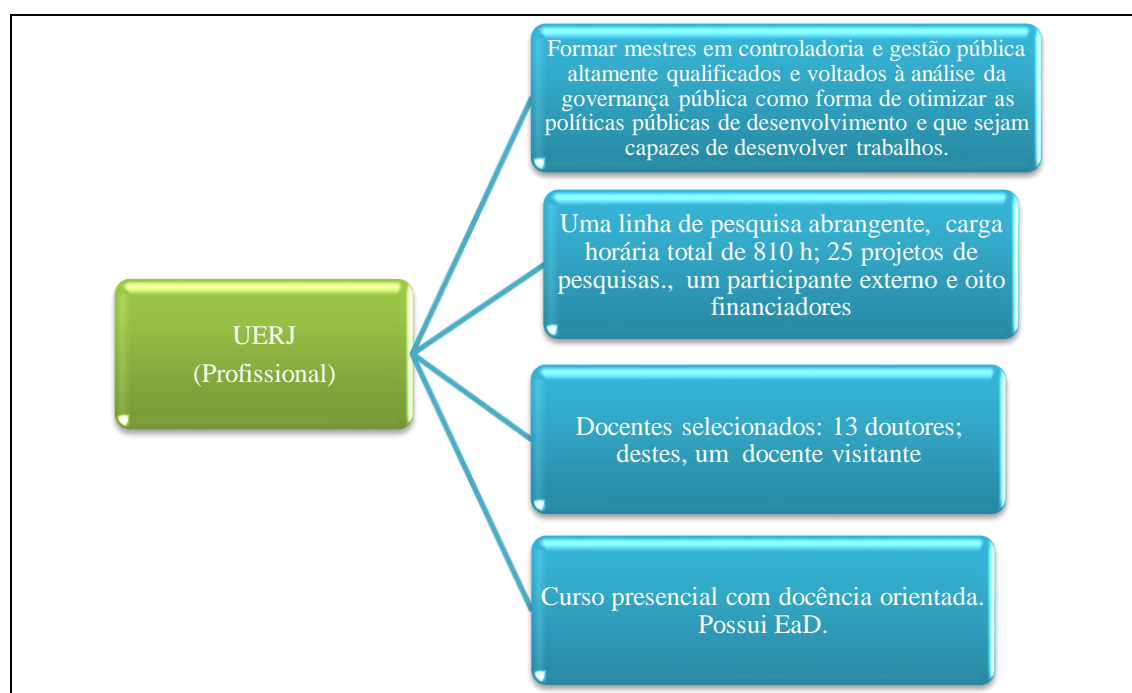 Formar mestres em controladoria e gestão pública
altamente qualificados e voltados à análise da
governança pública como forma de otimizar as
políticas públicas de desenvolvimento e que sejam
capazes de desenvolver trabalhos.
Uma linha de pesquisa abrangente, carga
horária total de 810 h; 25 projetos de
pesquisas., um participante externo e oito
financiadores
UERJ
(Profissional)
Docentes selecionados: 13 doutores;
destes, um docente visitante
Curso presencial com docência orientada.
Possui EaD.